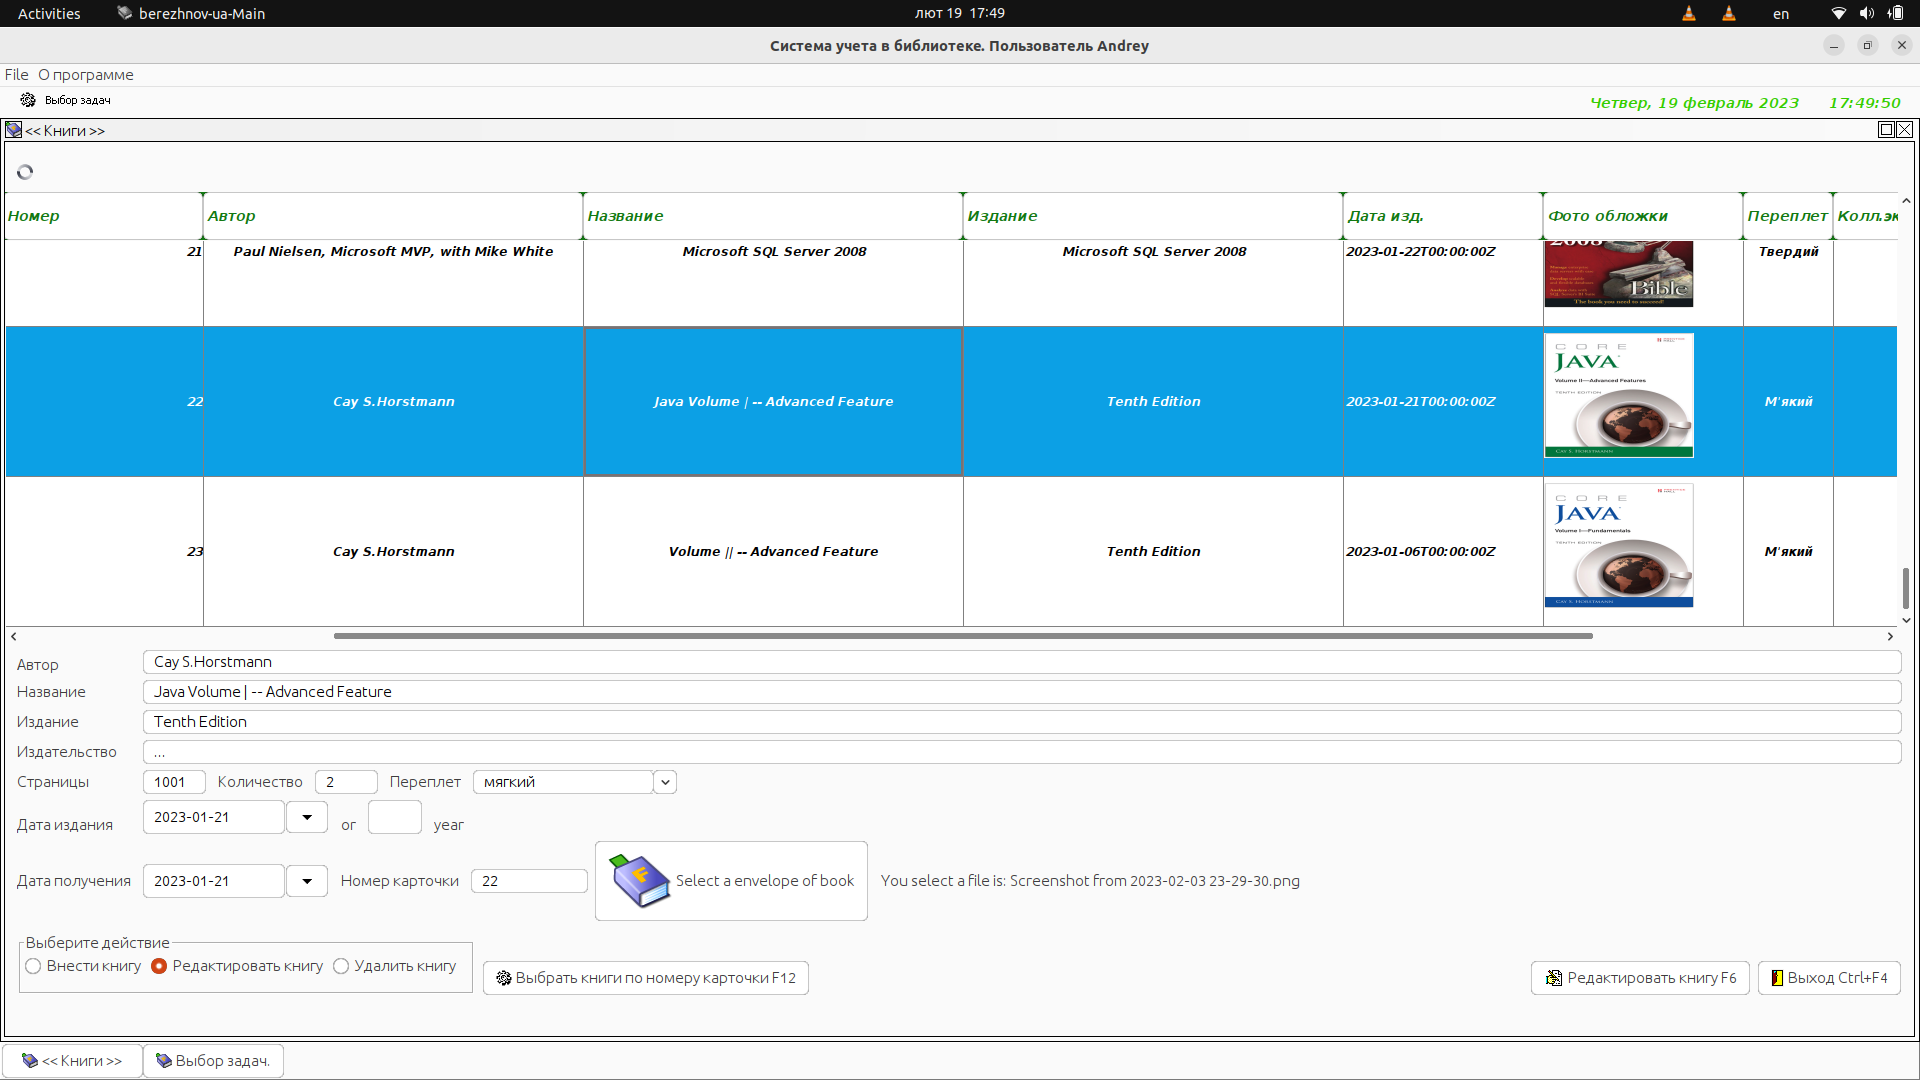 Activities berezhnov-ua-Main лют 19 17:49 en
Система учета в библиотеке. Пользователь Andrey
File О программе
Выбор задач Четвер, 19 февраль 2023 17:49:50
<< Книги >>
Номер Автор Название Издание Дата изд. Фото обложки Переплет Колл.эк
21 Paul Nielsen, Microsoft MVP, with Mike White Microsoft SQL Server 2008 Microsoft SQL Server 2008 2023-01-22T00:00:00Z Твердий
2008
Bible
The book you need to succeed!
CORE
JAVA
Volume II—Advanced Features
TENTH EDITION
22 Cay S.Horstmann Java Volume | -- Advanced Feature Tenth Edition 2023-01-21T00:00:00Z М'який
CAY S. HORSTMANN
CORE
JAVA
Volume I—Fundamentals
TENTH EDITION
23 Cay S.Horstmann Volume || -- Advanced Feature Tenth Edition 2023-01-06T00:00:00Z М'який
CAY S. HORSTMANN
Автор Cay S.Horstmann
Название Java Volume | -- Advanced Feature
Издание Tenth Edition
Издательство ...
Страницы 1001 Количество 2 Переплет мягкий
Дата издания 2023-01-21 or year
Дата получения 2023-01-21 Номер карточки 22 F Select a envelope of book You select a file is: Screenshot from 2023-02-03 23-29-30.png
Выберите действие
Внести книгу Редактировать книгу Удалить книгу Выбрать книги по номеру карточки F12 Редактировать книгу F6 Выход Ctrl+F4
<< Книги >> Выбор задач.